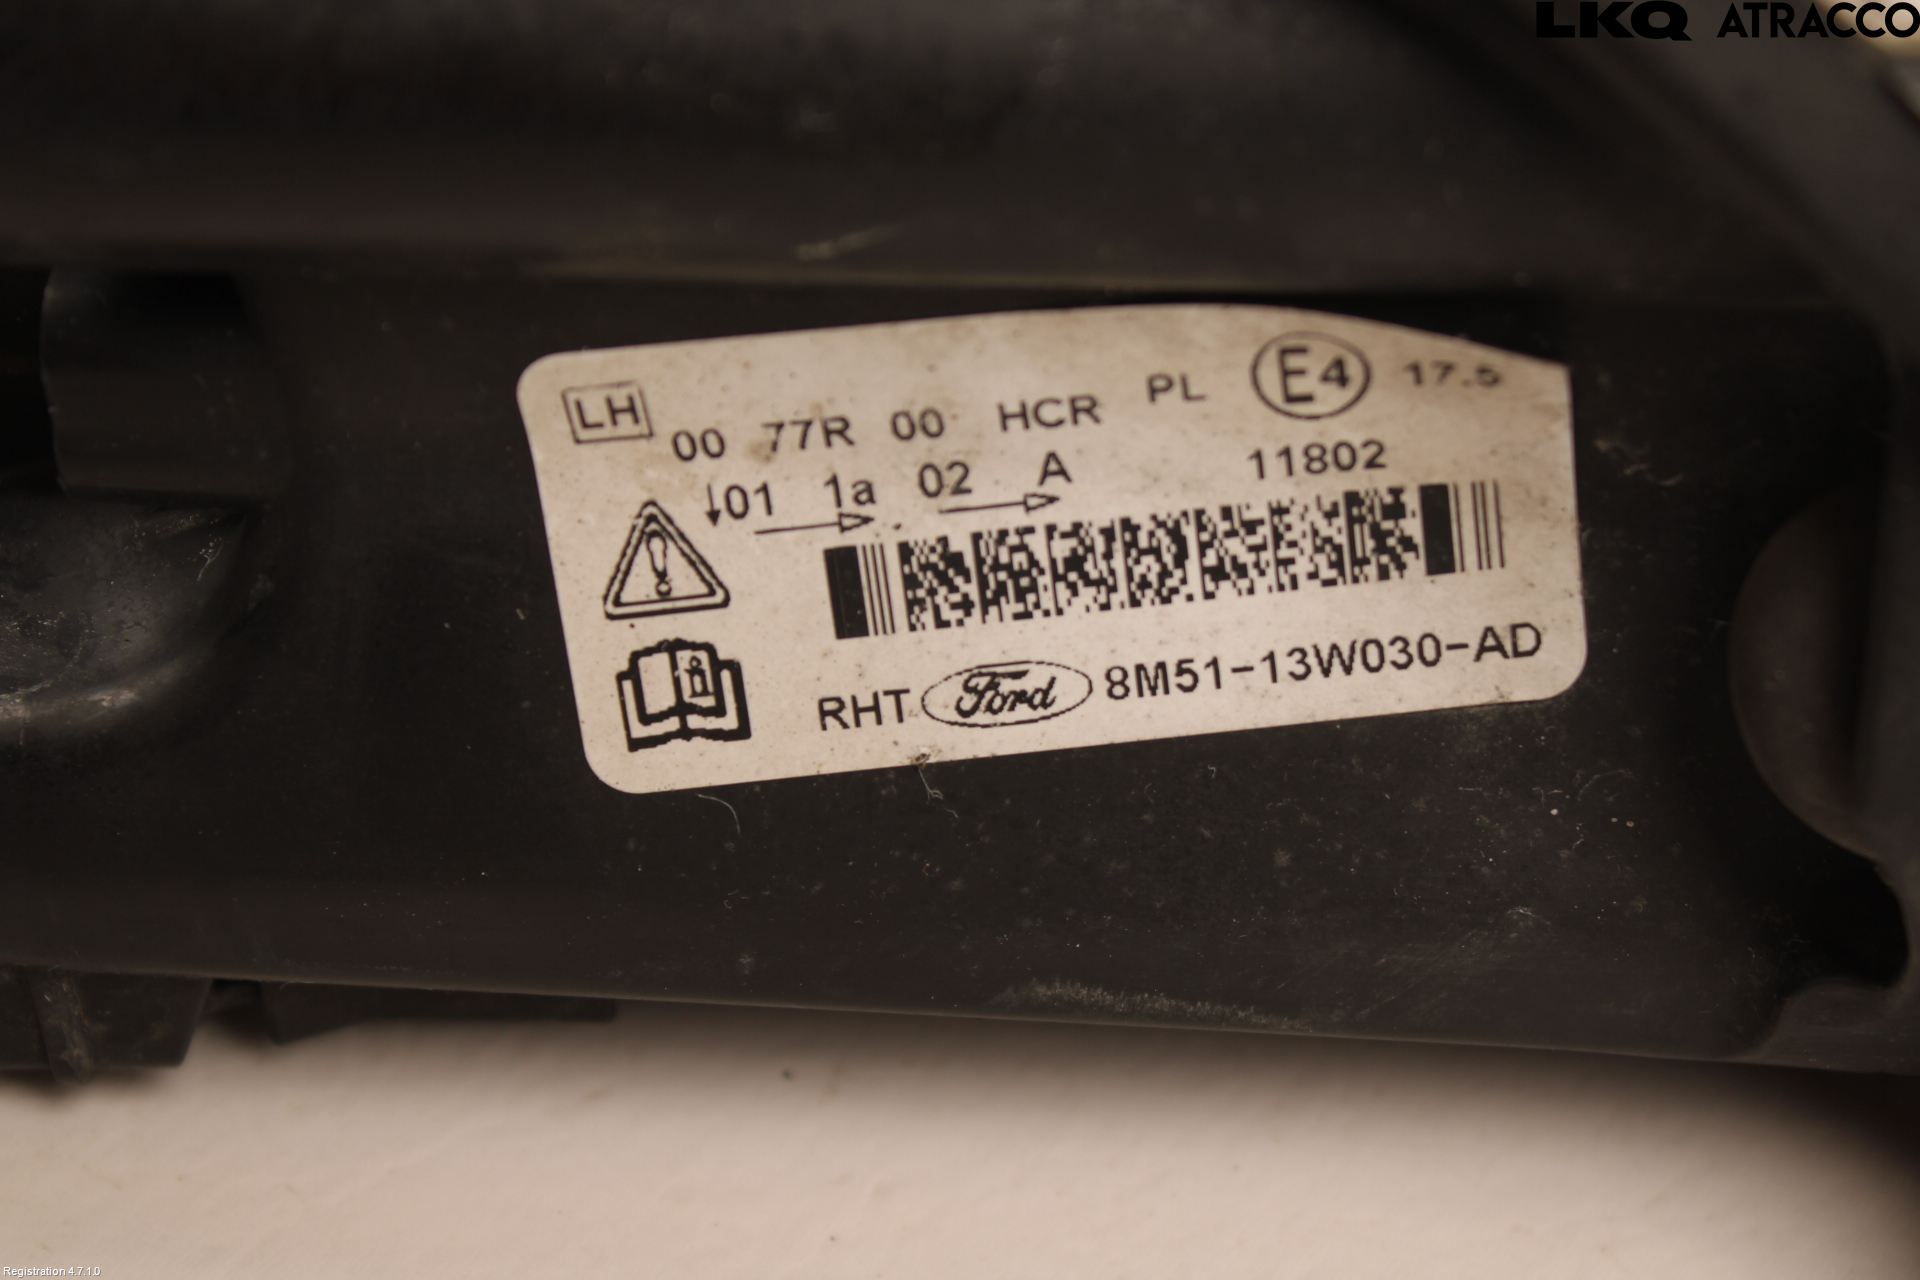 LKQ ATRACCO
LH 00 77R 00 HCR PL E4 17.5
↓01 1a 02 A 11802
RHT Ford 8M51-13W030-AD
Registration 4.7.1.0